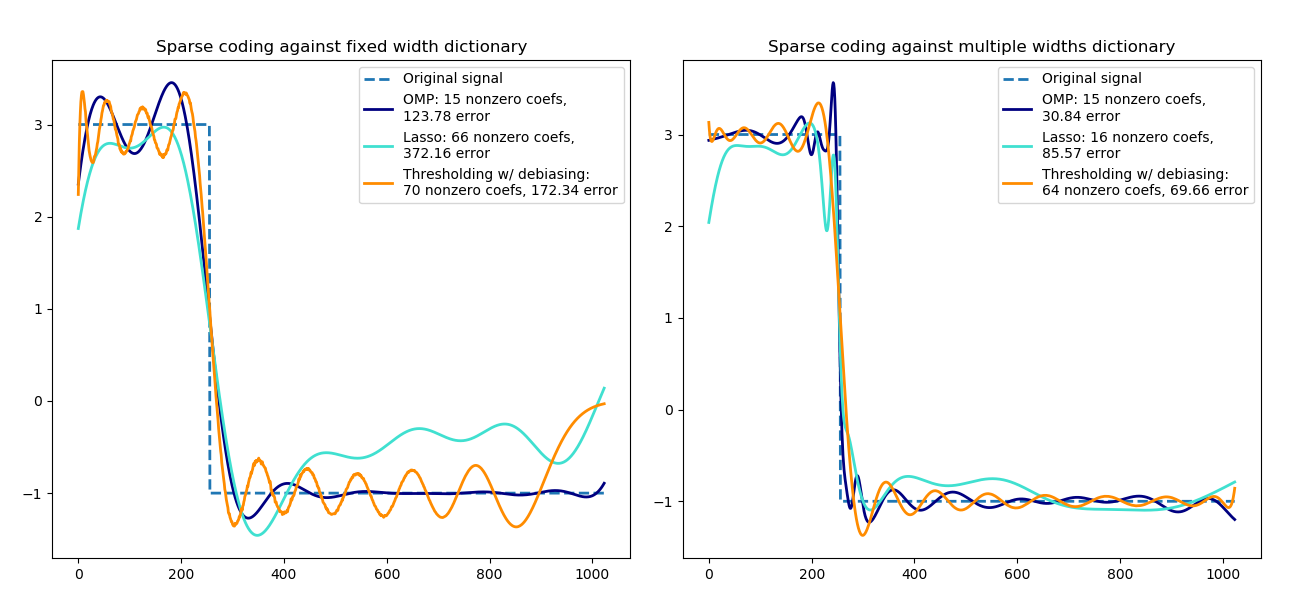 Sparse coding against fixed width dictionary
Original signal
OMP: 15 nonzero coefs,
123.78 error
Lasso: 66 nonzero coefs,
372.16 error
Thresholding w/ debiasing:
70 nonzero coefs, 172.34 error
3
2
1
0
−1
0
200
400
600
800
1000
Sparse coding against multiple widths dictionary
Original signal
OMP: 15 nonzero coefs,
30.84 error
Lasso: 16 nonzero coefs,
85.57 error
Thresholding w/ debiasing:
64 nonzero coefs, 69.66 error
3
2
1
0
−1
0
200
400
600
800
1000